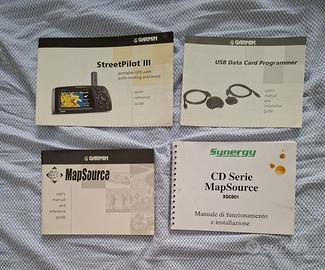 GARMIN
StreetPilot III
portable GPS with
auto-routing and voice
quick
reference
guide
GARMIN
USB Data Card Programmer
user's
manual
and
installation
guide
GARMIN
MapSource
user's
manual
and
reference
guide
Synergy
CD Serie
MapSource
XGCD01
Manuale di funzionamento
e installazione